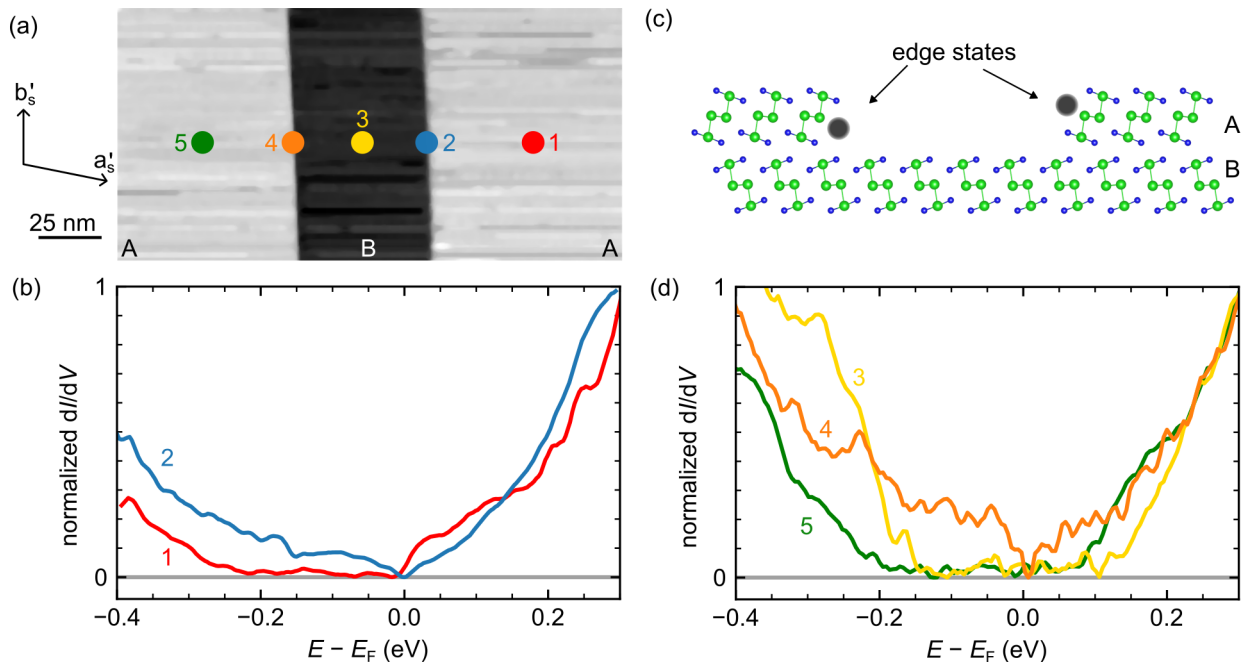 (a)
b's
a's
25 nm
5
4
3
2
1
A
B
A
(c)
edge states
A
B
(b)
1
0
normalized dI/dV
2
1
−0.4
−0.2
0.0
0.2
E − EF (eV)
(d)
1
0
normalized dI/dV
3
4
5
−0.4
−0.2
0.0
0.2
E − EF (eV)